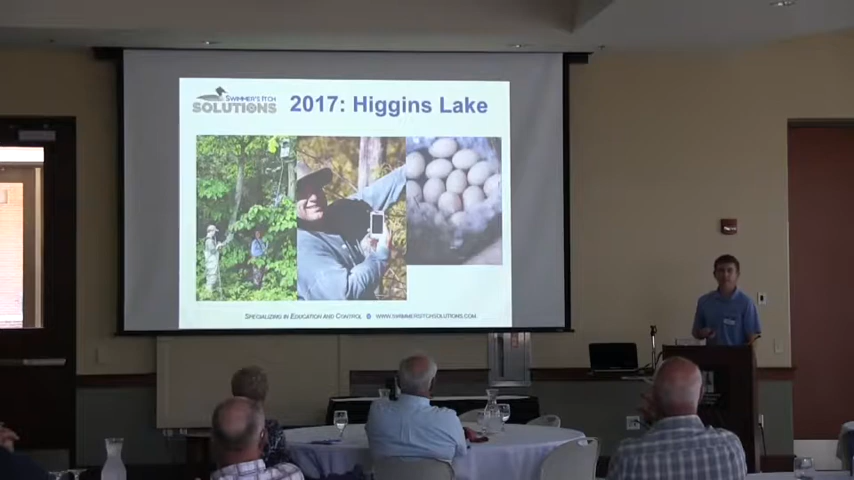 SWIMMER'S ITCH
SOLUTIONS
2017: Higgins Lake
SPECIALIZING IN EDUCATION AND CONTROL
WWW.SWIMMERSITCHSOLUTIONS.COM